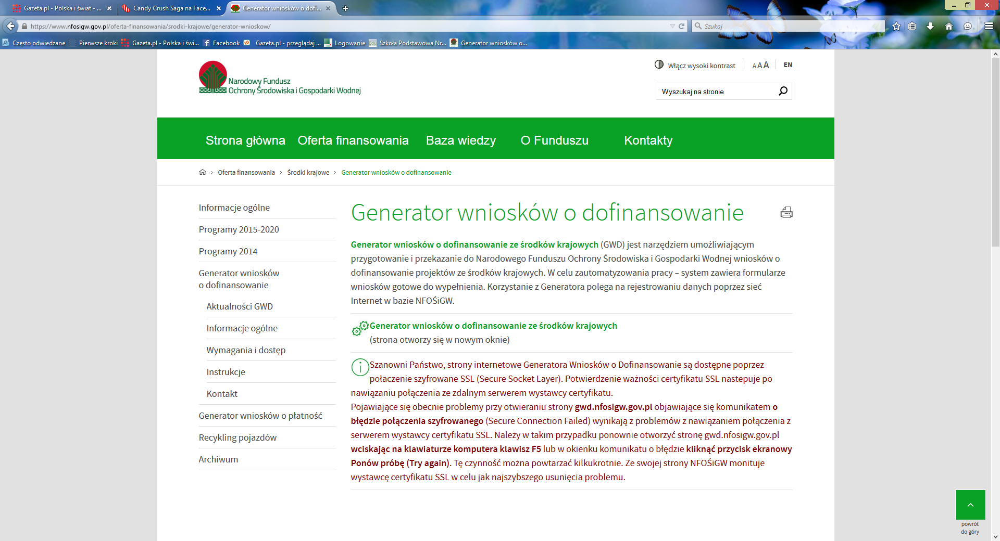 Gazeta.pl - Polska i świat - ...
Candy Crush Saga na Face...
Generator wniosków o dofi...
https://www.nfosigw.gov.pl/oferta-finansowania/srodki-krajowe/generator-wnioskow/
Szukaj
Często odwiedzane
Pierwsze kroki
Gazeta.pl - Polska i świ...
Facebook
Gazeta.pl - przeglądaj ...
Logowanie
Szkoła Podstawowa Nr...
Generator wniosków o...
Narodowy Fundusz
Ochrony Środowiska i Gospodarki Wodnej
Włącz wysoki kontrast
A A A
EN
Wyszukaj na stronie
Strona główna
Oferta finansowania
Baza wiedzy
O Funduszu
Kontakty
Oferta finansowania › Środki krajowe › Generator wniosków o dofinansowanie
Informacje ogólne
Programy 2015-2020
Programy 2014
Generator wniosków
o dofinansowanie
Aktualności GWD
Informacje ogólne
Wymagania i dostęp
Instrukcje
Kontakt
Generator wniosków o płatność
Recykling pojazdów
Archiwum
Generator wniosków o dofinansowanie
Generator wniosków o dofinansowanie ze środków krajowych (GWD) jest narzędziem umożliwiającym
przygotowanie i przekazanie do Narodowego Funduszu Ochrony Środowiska i Gospodarki Wodnej wniosków o
dofinansowanie projektów ze środków krajowych. W celu zautomatyzowania pracy – system zawiera formularze
wniosków gotowe do wypełnienia. Korzystanie z Generatora polega na rejestrowaniu danych poprzez sieć
Internet w bazie NFOŚiGW.
Generator wniosków o dofinansowanie ze środków krajowych
(strona otworzy się w nowym oknie)
Szanowni Państwo, strony internetowe Generatora Wniosków o Dofinansowanie są dostępne poprzez
połaczenie szyfrowane SSL (Secure Socket Layer). Potwierdzenie ważności certyfikatu SSL nastepuje po
nawiązaniu połączenia ze zdalnym serwerem wystawcy certyfikatu.
Pojawiające się obecnie problemy przy otwieraniu strony gwd.nfosigw.gov.pl objawiające się komunikatem o
błędzie połączenia szyfrowanego (Secure Connection Failed) wynikają z problemów z nawiązaniem połączenia z
serwerem wystawcy certyfikatu SSL. Należy w takim przypadku ponownie otworzyć stronę gwd.nfosigw.gov.pl
wciskając na klawiaturze komputera klawisz F5 lub w okienku komunikatu o błędzie kliknąć przycisk ekranowy
Ponów próbę (Try again). Tę czynność można powtarzać kilkukrotnie. Ze swojej strony NFOŚiGW monituje
wystawcę certyfikatu SSL w celu jak najszybszego usunięcia problemu.
powrót
do góry